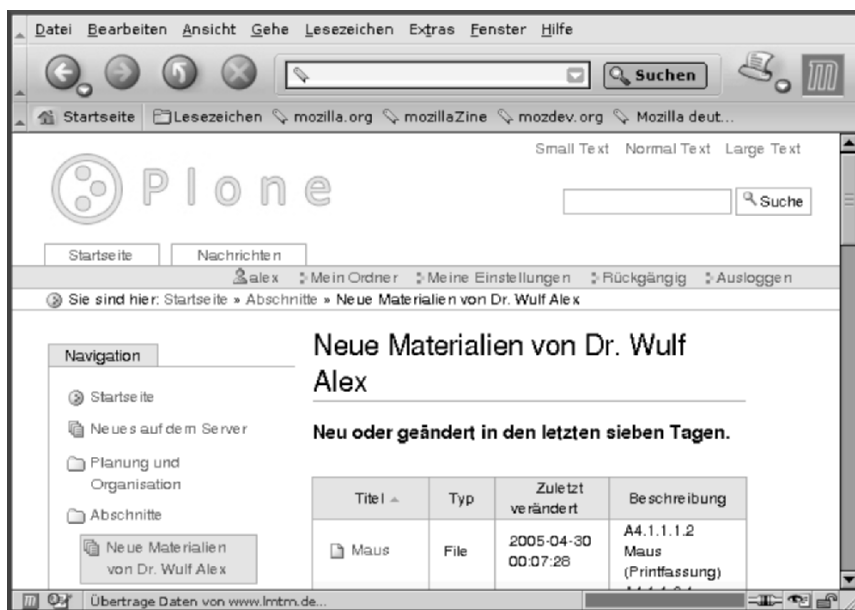 Datei Bearbeiten Ansicht Gehe Lesezeichen Extras Fenster Hilfe
Suchen
Startseite Lesezeichen mozilla.org mozillaZine mozdev.org Mozilla deut...
Small Text Normal Text Large Text
Plone
Suche
Startseite Nachrichten
alex Mein Ordner Meine Einstellungen Rückgängig Ausloggen
Sie sind hier: Startseite » Abschnitte » Neue Materialien von Dr. Wulf Alex
Navigation
Startseite
Neues auf dem Server
Planung und
Organisation
Abschnitte
Neue Materialien
von Dr. Wulf Alex
Neue Materialien von Dr. Wulf
Alex
Neu oder geändert in den letzten sieben Tagen.
Titel Typ Zuletzt
verändert Beschreibung
Maus File 2005-04-30
00:07:28 A4.1.1.1.2
Maus
(Printfassung)
Übertrage Daten von www.lmtm.de...